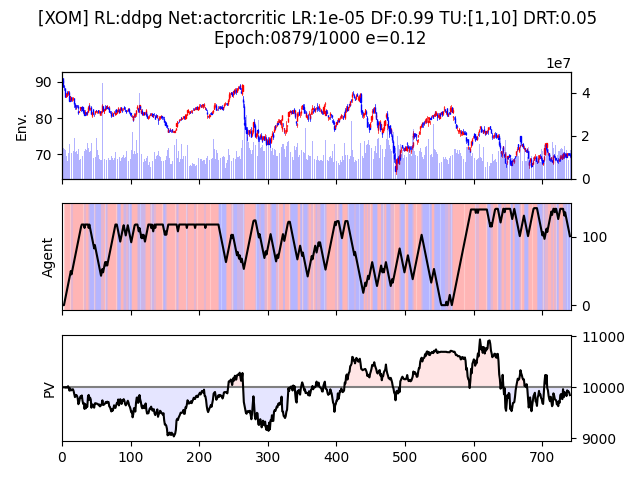 [XOM] RL:ddpg Net:actorcritic LR:1e-05 DF:0.99 TU:[1,10] DRT:0.05
Epoch:0879/1000 e=0.12
1e7
90
80
70
Env.
4
2
0
Agent
100
0
PV
11000
10000
9000
0 100 200 300 400 500 600 700